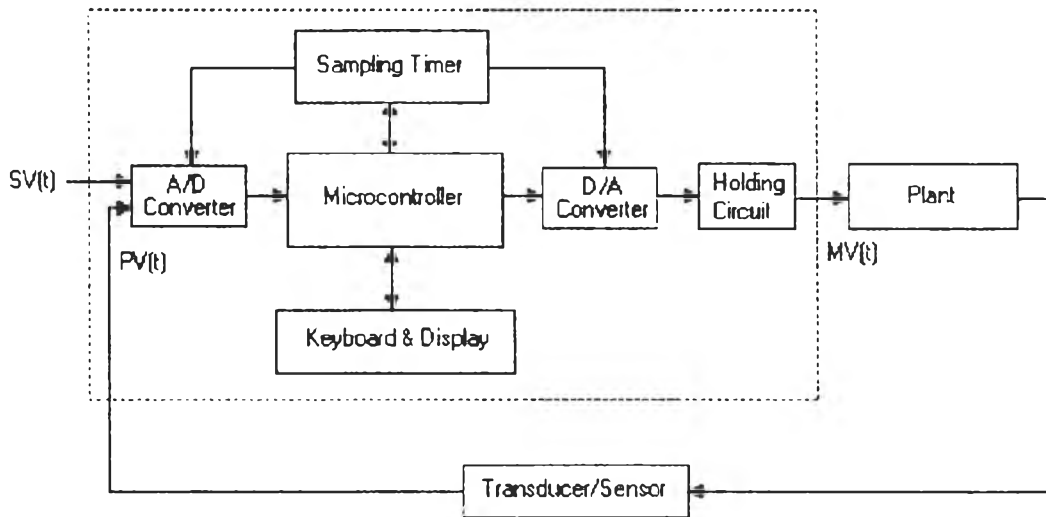 Sampling Timer
SV(t)
A/D
Converter
Microcontroller
D/A
Converter
Holding
Circuit
Plant
PV(t)
MV(t)
Keyboard & Display
Transducer/Sensor